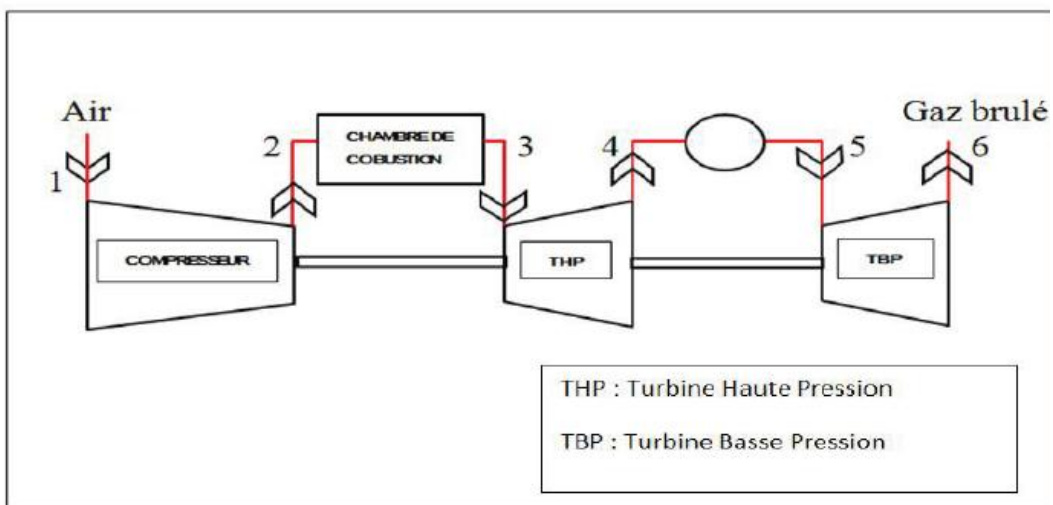 Air
Gaz brulé
1
2
CHAMBRE DE
COBUSTION
3
4
5
6
COMPRESSEUR
THP
TBP
THP : Turbine Haute Pression
TBP : Turbine Basse Pression